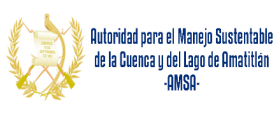 Autoridad para el Manejo Sustentable
de la Cuenca y del Lago de Amatitlán
-AMSA-